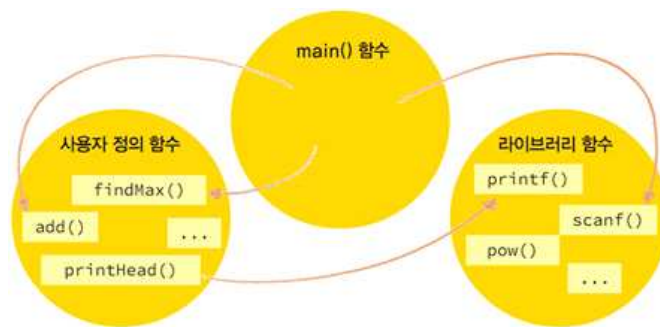 main() 함수
사용자 정의 함수
findMax()
add()
...
printHead()
라이브러리 함수
printf()
scanf()
pow()
...